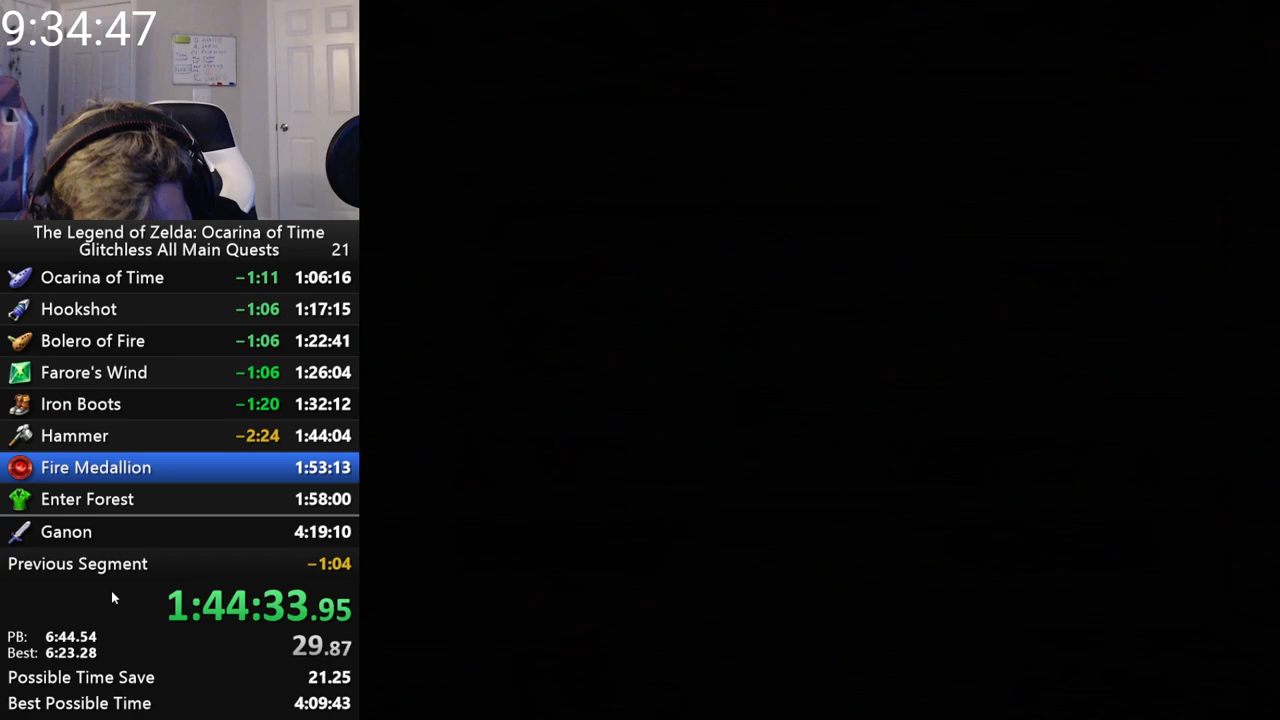 9:34:47
The Legend of Zelda: Ocarina of Time
Glitchless All Main Quests 21
Ocarina of Time −1:11 1:06:16
Hookshot −1:06 1:17:15
Bolero of Fire −1:06 1:22:41
Farore's Wind −1:06 1:26:04
Iron Boots −1:20 1:32:12
Hammer −2:24 1:44:04
Fire Medallion 1:53:13
Enter Forest 1:58:00
Ganon 4:19:10
Previous Segment −1:04
1:44:33.95
PB: 6:44.54
Best: 6:23.28
29.87
Possible Time Save 21.25
Best Possible Time 4:09:43